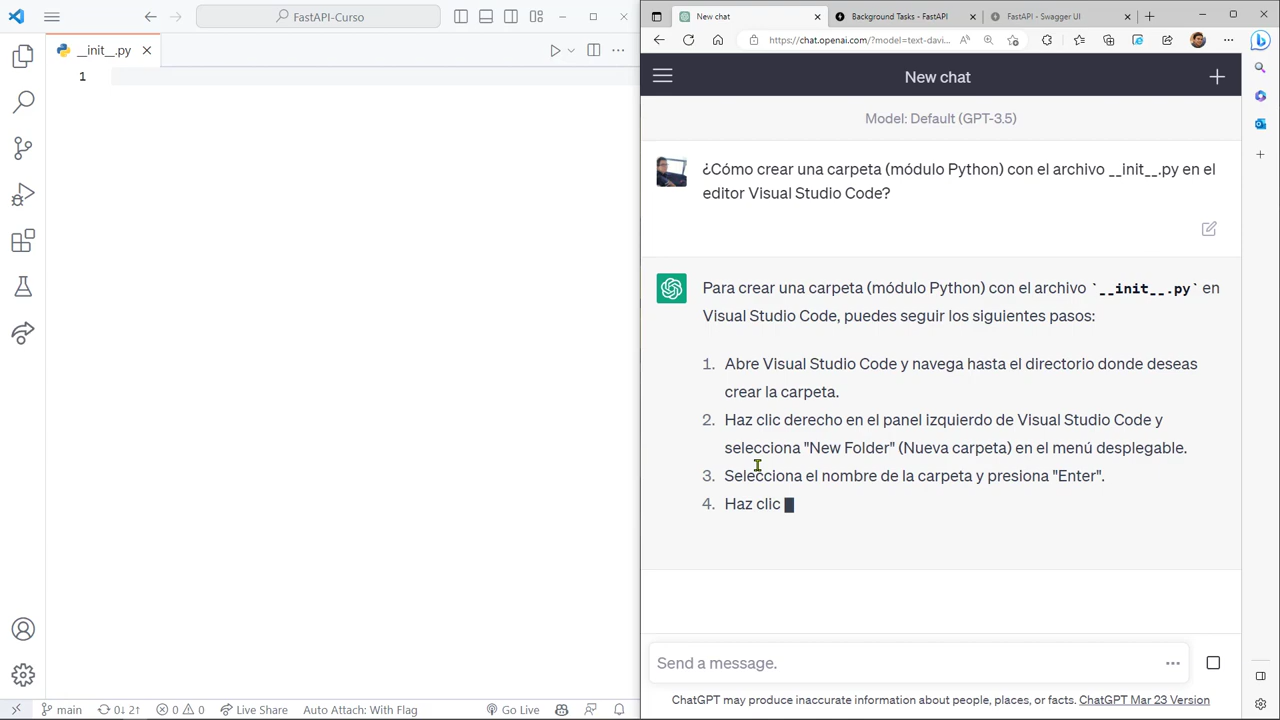 FastAPI-Curso
__init__.py
1
main
0↓ 2↑
0 0
Live Share
Auto Attach: With Flag
Go Live
New chat
Background Tasks - FastAPI
FastAPI - Swagger UI
https://chat.openai.com/?model=text-davi...
New chat
Model: Default (GPT-3.5)
¿Cómo crear una carpeta (módulo Python) con el archivo __init__.py en el
editor Visual Studio Code?
Para crear una carpeta (módulo Python) con el archivo `__init__.py` en
Visual Studio Code, puedes seguir los siguientes pasos:
1. Abre Visual Studio Code y navega hasta el directorio donde deseas
crear la carpeta.
2. Haz clic derecho en el panel izquierdo de Visual Studio Code y
selecciona "New Folder" (Nueva carpeta) en el menú desplegable.
3. Selecciona el nombre de la carpeta y presiona "Enter".
4. Haz clic
Send a message.
ChatGPT may produce inaccurate information about people, places, or facts. ChatGPT Mar 23 Version